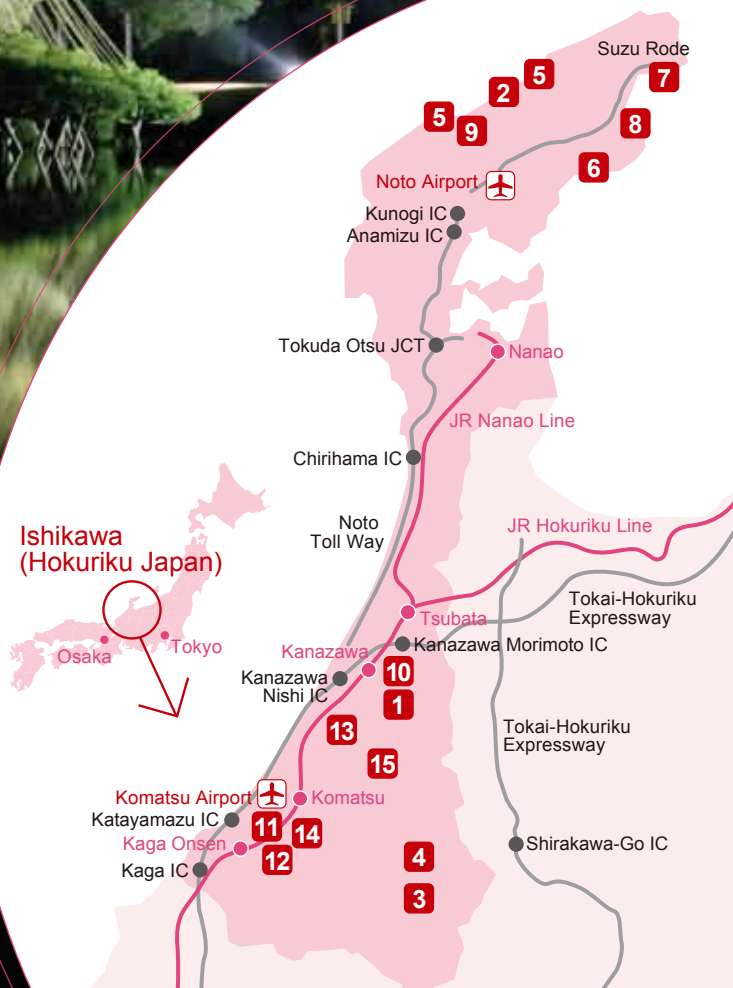 Suzu Rode
5
7
2
5
8
9
6
Noto Airport
Kunogi IC
Anamizu IC
Tokuda Otsu JCT
Nanao
JR Nanao Line
Chirihama IC
Noto
Toll Way
JR Hokuriku Line
Ishikawa
(Hokuriku Japan)
Osaka
Tokyo
Tsubata
Tokai-Hokuriku
Expressway
Kanazawa
Kanazawa Morimoto IC
Kanazawa
Nishi IC
10
1
13
15
Tokai-Hokuriku
Expressway
Komatsu Airport
Komatsu
Katayamazu IC
11
14
Kaga Onsen
12
Kaga IC
Shirakawa-Go IC
4
3